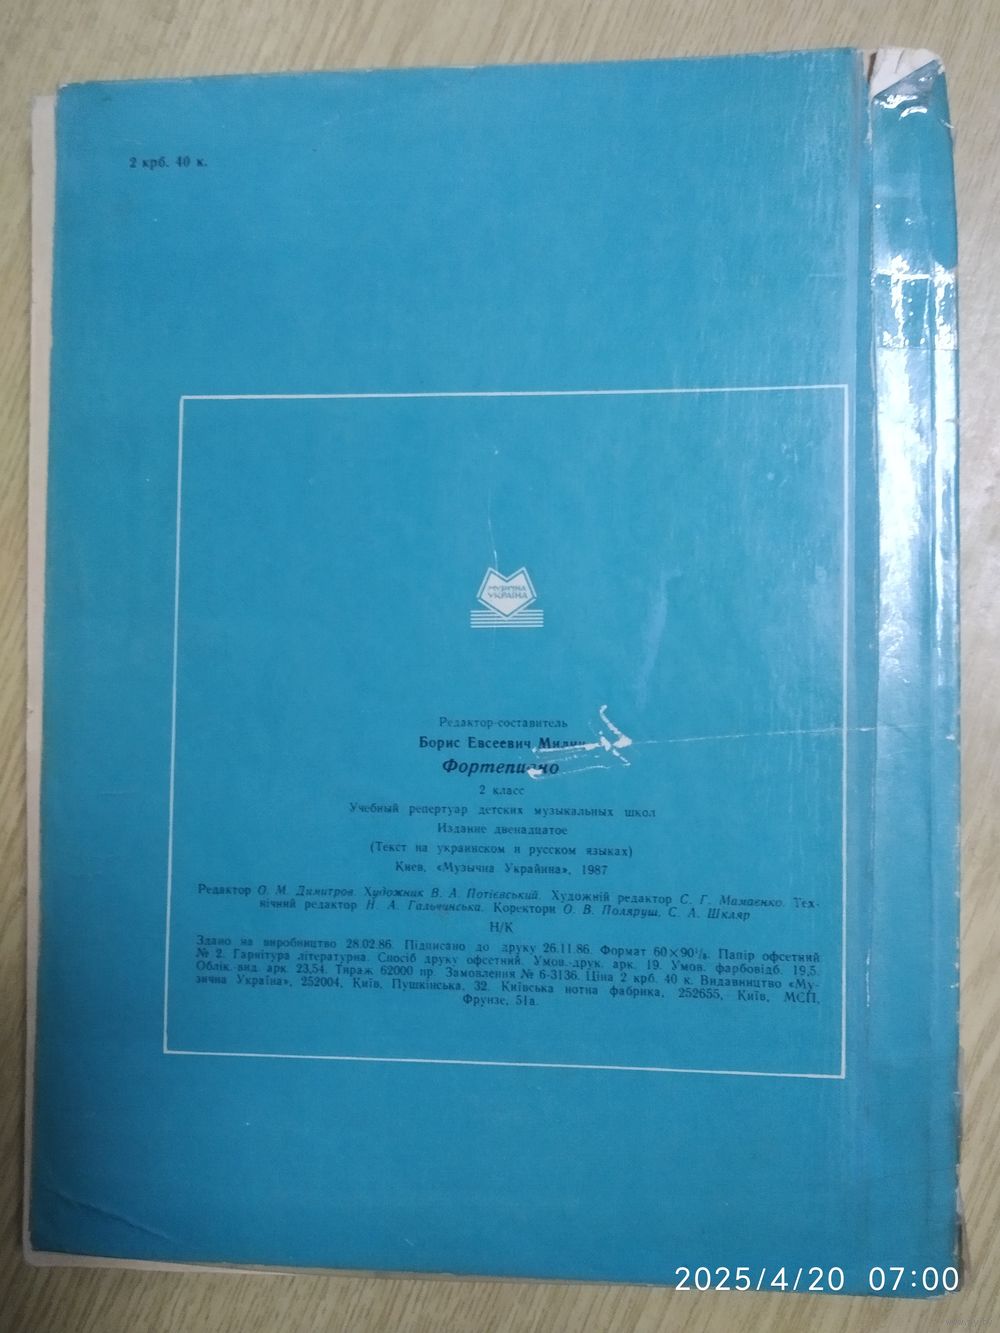 2 крб. 40 к.
МУЗИЧНА
УКРАЇНА
Редактор-составитель
Борис Евсеевич
Фортепиано
2 класс
Учебный репертуар детских музыкальных школ
Издание двенадцатое
(Текст на украинском и русском языках)
Киев, «Музычна Украйина», 1987
Редактор О. М. Димитров. Художник В. А. Потієвський. Художній редактор С. Г. Мамаєнко. Тех-
нічний редактор Н. А. Гальчинська. Коректори О. В. Поляруш, С. А. Шкляр
Н/К
Здано на виробництво 28.02.86. Підписано до друку 26.11.86. Формат 60×90¹/₈. Папір офсетний
№ 2. Гарнітура літературна. Спосіб друку офсетний. Умов.-друк. арк. 19. Умов. фарбовідб. 19,5.
Облік.-вид. арк. 23,54. Тираж 62000 пр. Замовлення № 6-3136. Ціна 2 крб. 40 к. Видавництво «Му-
зична Україна», 252004, Київ, Пушкінська, 32. Київська нотна фабрика, 252655, Київ, МСП,
Фрунзе, 51а.
2025/4/20 07:00